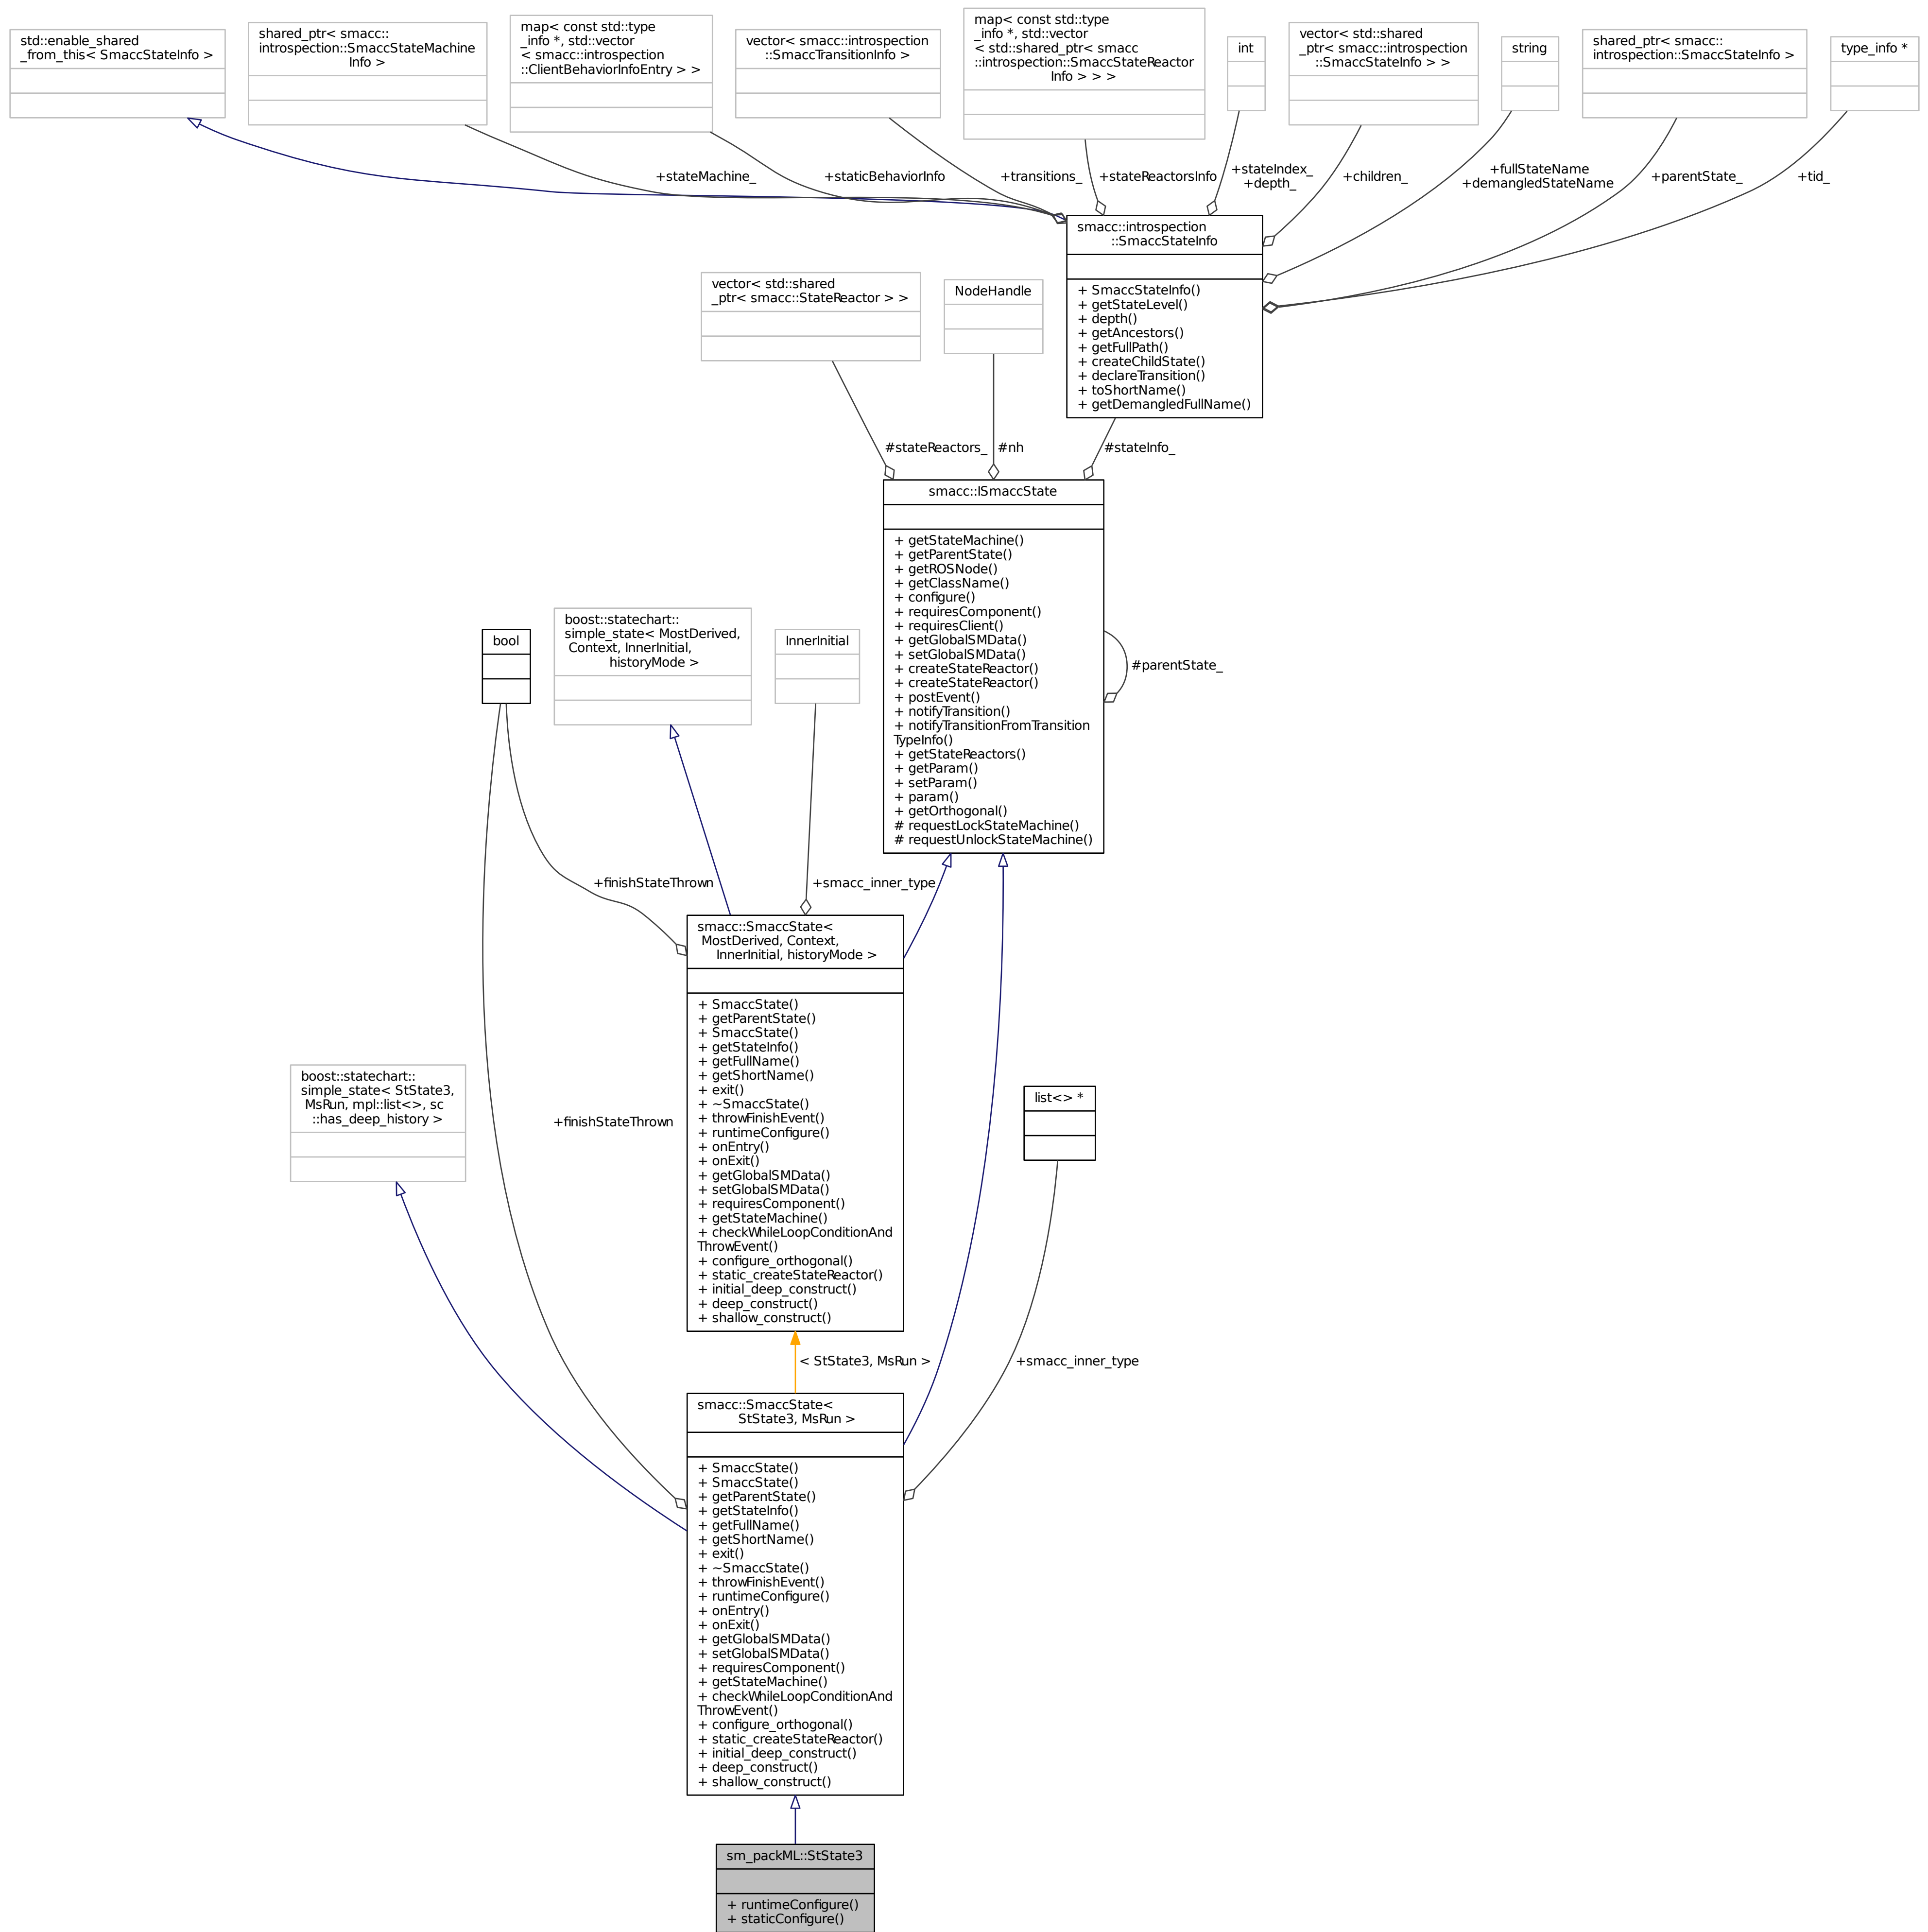 std::enable_shared
_from_this< SmaccStateInfo >
shared_ptr< smacc::
introspection::SmaccStateMachine
Info >
map< const std::type
_info *, std::vector
< smacc::introspection
::ClientBehaviorInfoEntry > >
vector< smacc::introspection
::SmaccTransitionInfo >
map< const std::type
_info *, std::vector
< std::shared_ptr< smacc
::introspection::SmaccStateReactor
Info > > >
int
vector< std::shared
_ptr< smacc::introspection
::SmaccStateInfo > >
string
shared_ptr< smacc::
introspection::SmaccStateInfo >
type_info *
+stateMachine_
+staticBehaviorInfo
+transitions_
+stateReactorsInfo
+stateIndex_
+depth_
+children_
+fullStateName
+demangledStateName
+parentState_
+tid_
smacc::introspection
::SmaccStateInfo
+ SmaccStateInfo()
+ getStateLevel()
+ depth()
+ getAncestors()
+ getFullPath()
+ createChildState()
+ declareTransition()
+ toShortName()
+ getDemangledFullName()
vector< std::shared
_ptr< smacc::StateReactor > >
NodeHandle
#stateReactors_
#nh
#stateInfo_
smacc::ISmaccState
+ getStateMachine()
+ getParentState()
+ getROSNode()
+ getClassName()
+ configure()
+ requiresComponent()
+ requiresClient()
+ getGlobalSMData()
+ setGlobalSMData()
+ createStateReactor()
+ createStateReactor()
+ postEvent()
+ notifyTransition()
+ notifyTransitionFromTransition
TypeInfo()
+ getStateReactors()
+ getParam()
+ setParam()
+ param()
+ getOrthogonal()
# requestLockStateMachine()
# requestUnlockStateMachine()
#parentState_
bool
boost::statechart::
simple_state< MostDerived,
Context, InnerInitial,
historyMode >
InnerInitial
+finishStateThrown
+smacc_inner_type
smacc::SmaccState<
MostDerived, Context,
InnerInitial, historyMode >
+ SmaccState()
+ getParentState()
+ SmaccState()
+ getStateInfo()
+ getFullName()
+ getShortName()
+ exit()
+ ~SmaccState()
+ throwFinishEvent()
+ runtimeConfigure()
+ onEntry()
+ onExit()
+ getGlobalSMData()
+ setGlobalSMData()
+ requiresComponent()
+ getStateMachine()
+ checkWhileLoopConditionAnd
ThrowEvent()
+ configure_orthogonal()
+ static_createStateReactor()
+ initial_deep_construct()
+ deep_construct()
+ shallow_construct()
boost::statechart::
simple_state< StState3,
MsRun, mpl::list<>, sc
::has_deep_history >
+finishStateThrown
list<> *
< StState3, MsRun >
+smacc_inner_type
smacc::SmaccState<
StState3, MsRun >
+ SmaccState()
+ SmaccState()
+ getParentState()
+ getStateInfo()
+ getFullName()
+ getShortName()
+ exit()
+ ~SmaccState()
+ throwFinishEvent()
+ runtimeConfigure()
+ onEntry()
+ onExit()
+ getGlobalSMData()
+ setGlobalSMData()
+ requiresComponent()
+ getStateMachine()
+ checkWhileLoopConditionAnd
ThrowEvent()
+ configure_orthogonal()
+ static_createStateReactor()
+ initial_deep_construct()
+ deep_construct()
+ shallow_construct()
sm_packML::StState3
+ runtimeConfigure()
+ staticConfigure()